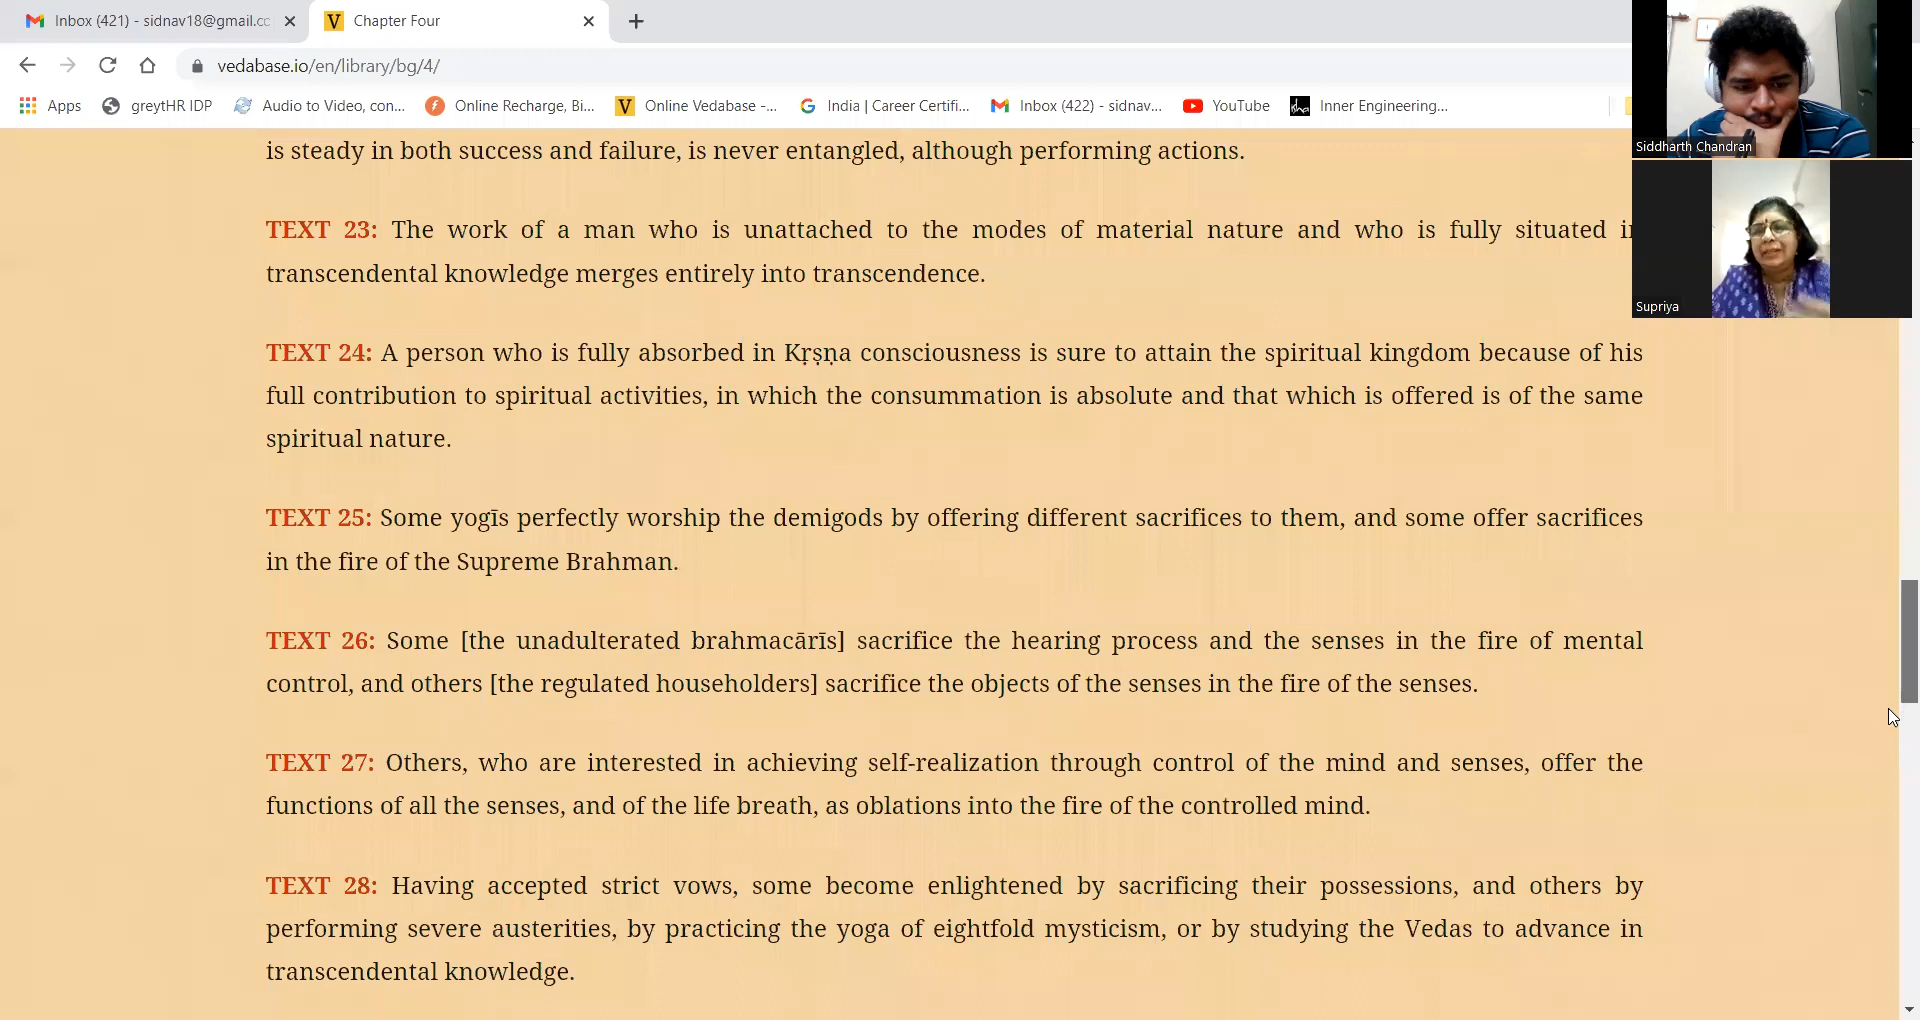 Inbox (421) - sidnav18@gmail.cc
Chapter Four
vedabase.io/en/library/bg/4/
Apps greytHR IDP Audio to Video, con... Online Recharge, Bi... Online Vedabase -... India | Career Certifi... Inbox (422) - sidnav... YouTube Inner Engineering...
Siddharth Chandran
Supriya
is steady in both success and failure, is never entangled, although performing actions.
TEXT 23: The work of a man who is unattached to the modes of material nature and who is fully situated in
transcendental knowledge merges entirely into transcendence.
TEXT 24: A person who is fully absorbed in Kṛṣṇa consciousness is sure to attain the spiritual kingdom because of his
full contribution to spiritual activities, in which the consummation is absolute and that which is offered is of the same
spiritual nature.
TEXT 25: Some yogīs perfectly worship the demigods by offering different sacrifices to them, and some offer sacrifices
in the fire of the Supreme Brahman.
TEXT 26: Some [the unadulterated brahmacārīs] sacrifice the hearing process and the senses in the fire of mental
control, and others [the regulated householders] sacrifice the objects of the senses in the fire of the senses.
TEXT 27: Others, who are interested in achieving self-realization through control of the mind and senses, offer the
functions of all the senses, and of the life breath, as oblations into the fire of the controlled mind.
TEXT 28: Having accepted strict vows, some become enlightened by sacrificing their possessions, and others by
performing severe austerities, by practicing the yoga of eightfold mysticism, or by studying the Vedas to advance in
transcendental knowledge.